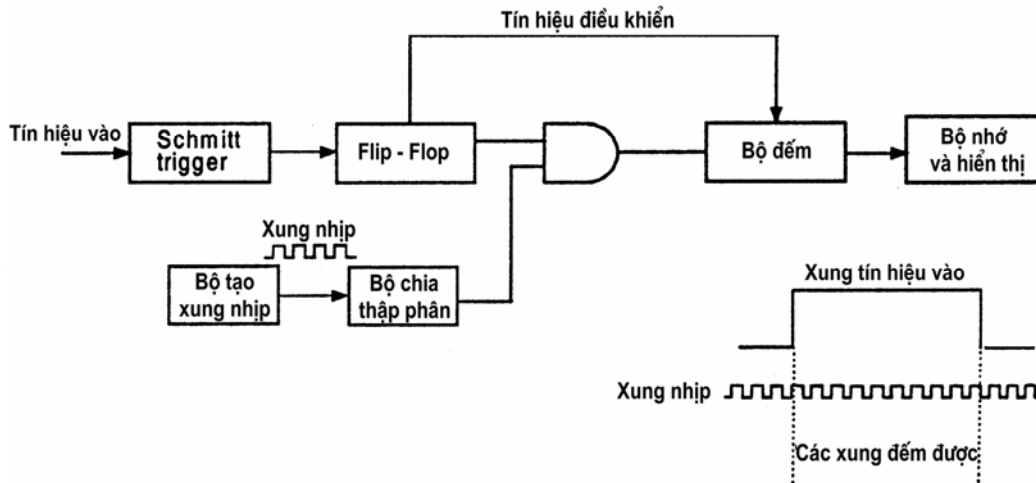 Tín hiệu điều khiển
Tín hiệu vào
Schmitt
trigger
Flip - Flop
Bộ đếm
Bộ nhớ
và hiển thị
Xung nhịp
Bộ tạo
xung nhịp
Bộ chia
thập phân
Xung tín hiệu vào
Xung nhịp
Các xung đếm được